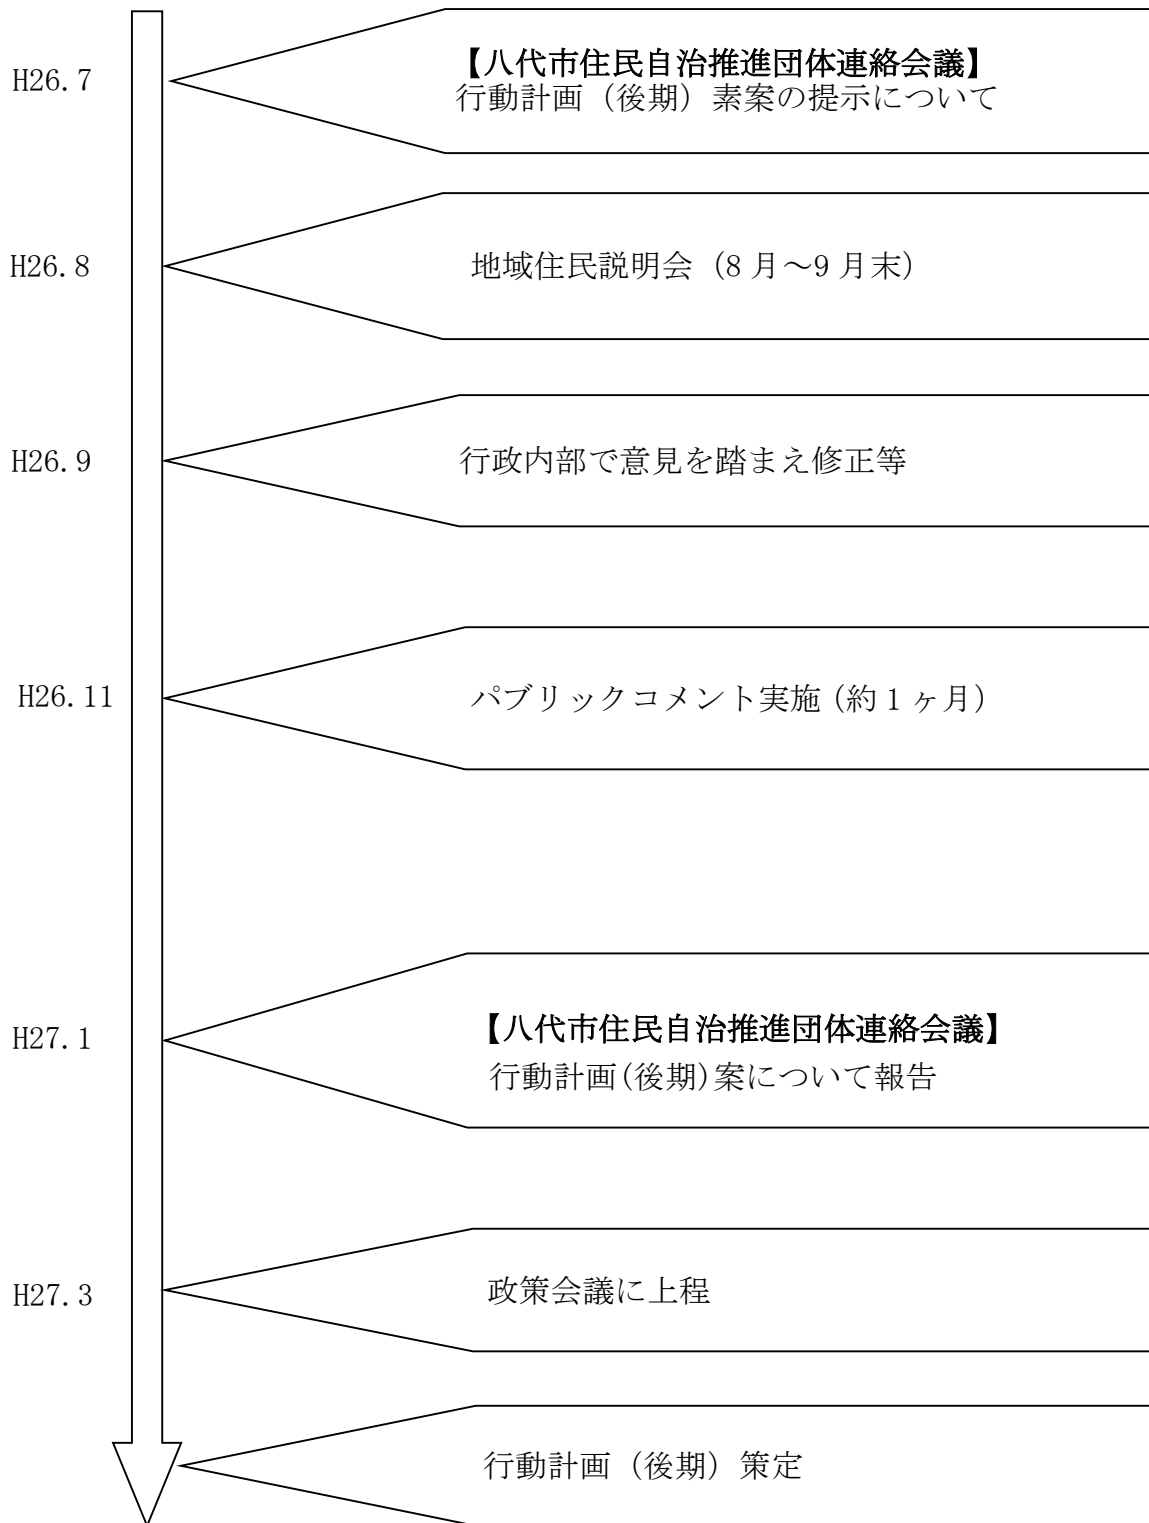 H26.7
【八代市住民自治推進団体連絡会議】
行動計画（後期）素案の提示について
H26.8
地域住民説明会（8月～9月末）
H26.9
行政内部で意見を踏まえ修正等
H26.11
パブリックコメント実施(約1ヶ月)
H27.1
【八代市住民自治推進団体連絡会議】
行動計画(後期)案について報告
H27.3
政策会議に上程
行動計画（後期）策定